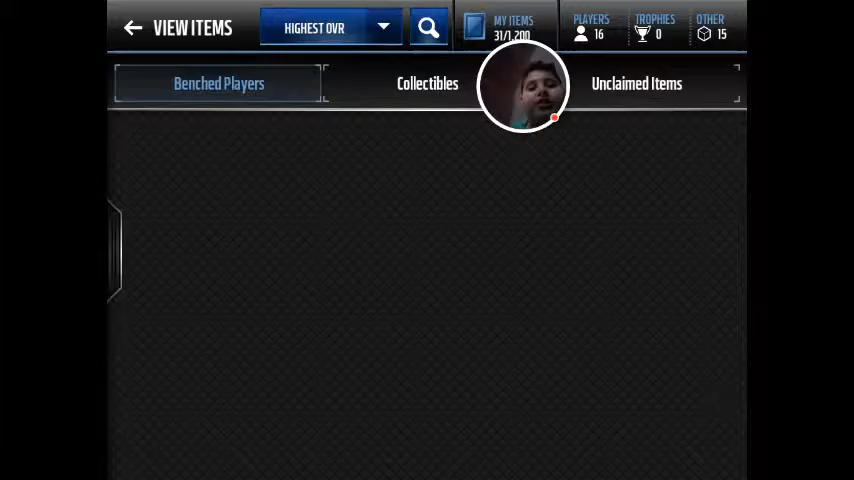 VIEW ITEMS
HIGHEST OVR
MY ITEMS
31/1,200
PLAYERS
16
TROPHIES
0
OTHER
15
Benched Players
Collectibles
Unclaimed Items